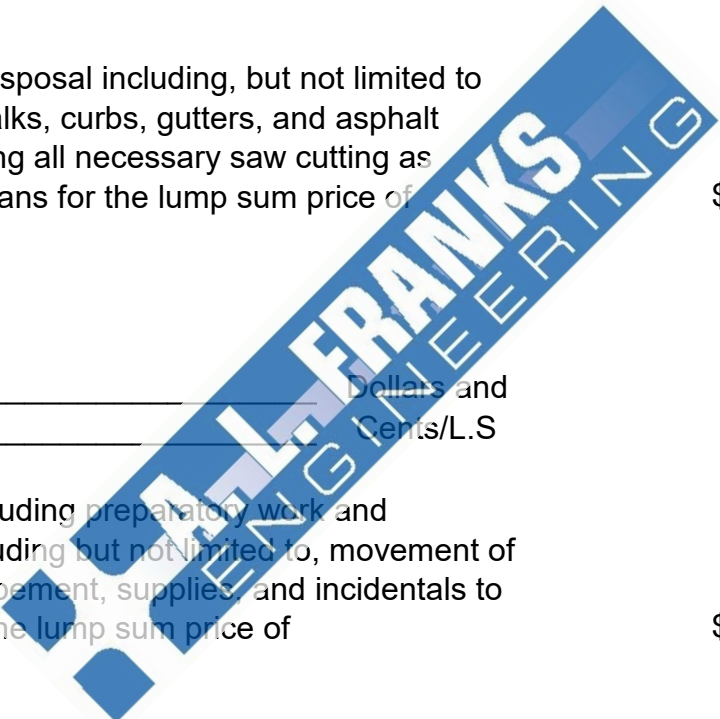 sposal including, but not limited to
alks, curbs, gutters, and asphalt
ng all necessary saw cutting as
ans for the lump sum price of
$
A. L. FRANKS
ENGINEERING
Dollars and
Cents/L.S
uding preparatory work and
uding but not limited to, movement of
pement, supplies, and incidentals to
he lump sum price of
$